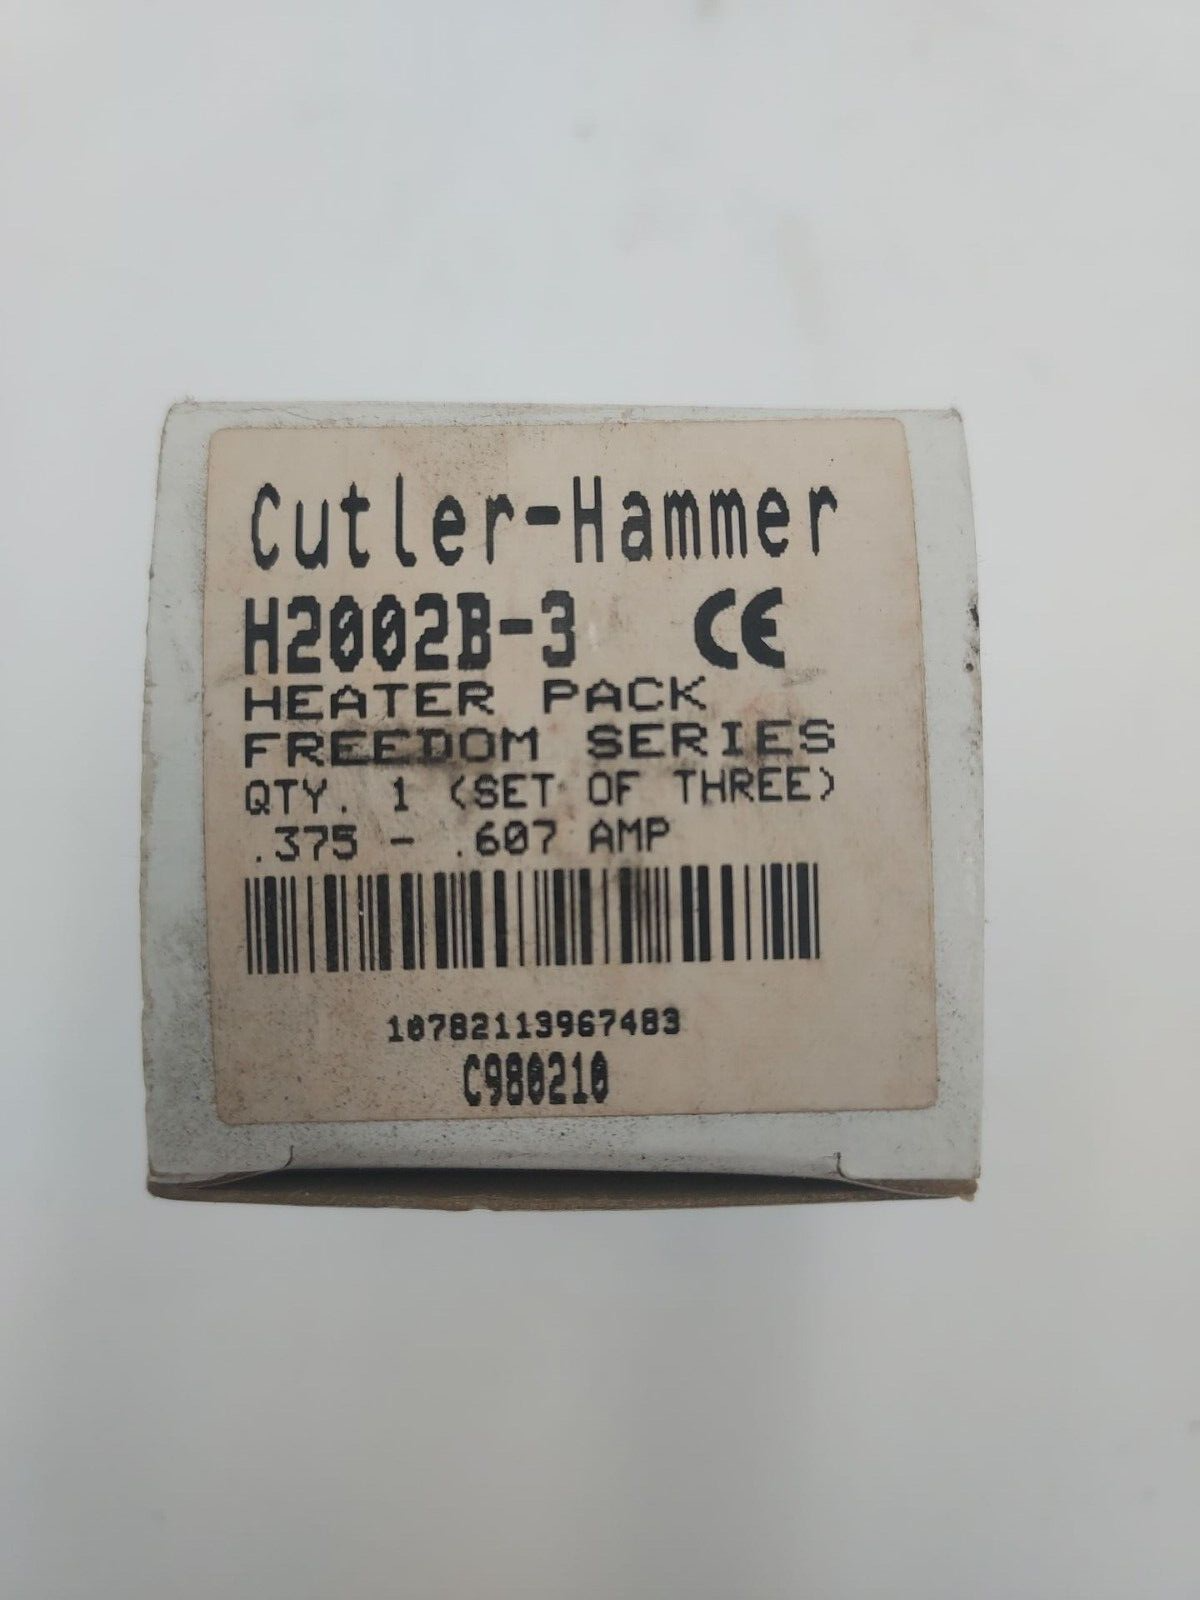 Cutler-Hammer
H2002B-3 CE
HEATER PACK
FREEDOM SERIES
QTY. 1 (SET OF THREE)
.375 - .607 AMP
10782113967483
C980210